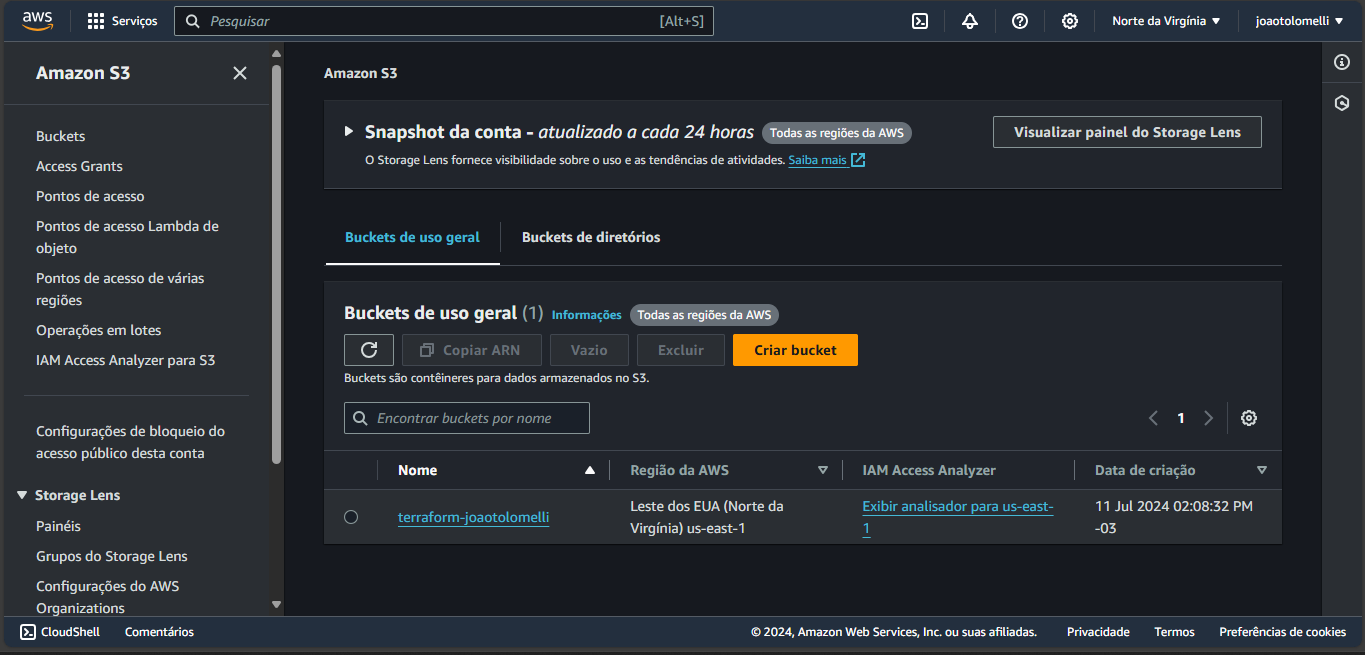 aws
Serviços
Pesquisar
[Alt+S]
Norte da Virgínia
joaotolomelli
Amazon S3
Buckets
Access Grants
Pontos de acesso
Pontos de acesso Lambda de
objeto
Pontos de acesso de várias
regiões
Operações em lotes
IAM Access Analyzer para S3
Configurações de bloqueio do
acesso público desta conta
Storage Lens
Painéis
Grupos do Storage Lens
Configurações do AWS
Organizations
Amazon S3
Snapshot da conta - atualizado a cada 24 horas
Todas as regiões da AWS
O Storage Lens fornece visibilidade sobre o uso e as tendências de atividades. Saiba mais
Visualizar painel do Storage Lens
Buckets de uso geral
Buckets de diretórios
Buckets de uso geral (1) Informações
Todas as regiões da AWS
Copiar ARN
Vazio
Excluir
Criar bucket
Buckets são contêineres para dados armazenados no S3.
Encontrar buckets por nome
1
Nome
Região da AWS
IAM Access Analyzer
Data de criação
terraform-joaotolomelli
Leste dos EUA (Norte da
Virgínia) us-east-1
Exibir analisador para us-east-
1
11 Jul 2024 02:08:32 PM
-03
CloudShell
Comentários
© 2024, Amazon Web Services, Inc. ou suas afiliadas.
Privacidade
Termos
Preferências de cookies